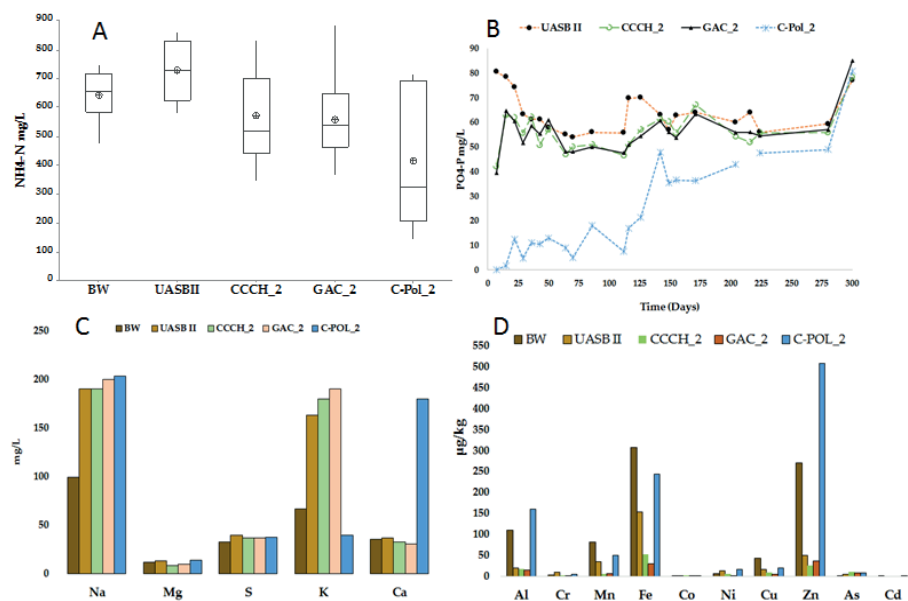 A
NH4-N mg/L
900
800
700
600
500
400
300
200
100
0
BW UASBII CCCH_2 GAC_2 C-Pol_2
B
UASB II CCCH_2 GAC_2 C-Pol_2
PO4-P mg/L
90
80
70
60
50
40
30
20
10
0
0 25 50 75 100 125 150 175 200 225 250 275 300
Time (Days)
C
BW UASB II CCCH_2 GAC_2 C-POL_2
mg/L
250
200
150
100
50
0
Na Mg S K Ca
D
BW UASB II CCCH_2 GAC_2 C-POL_2
µg/kg
550
500
450
400
350
300
250
200
150
100
50
0
Al Cr Mn Fe Co Ni Cu Zn As Cd